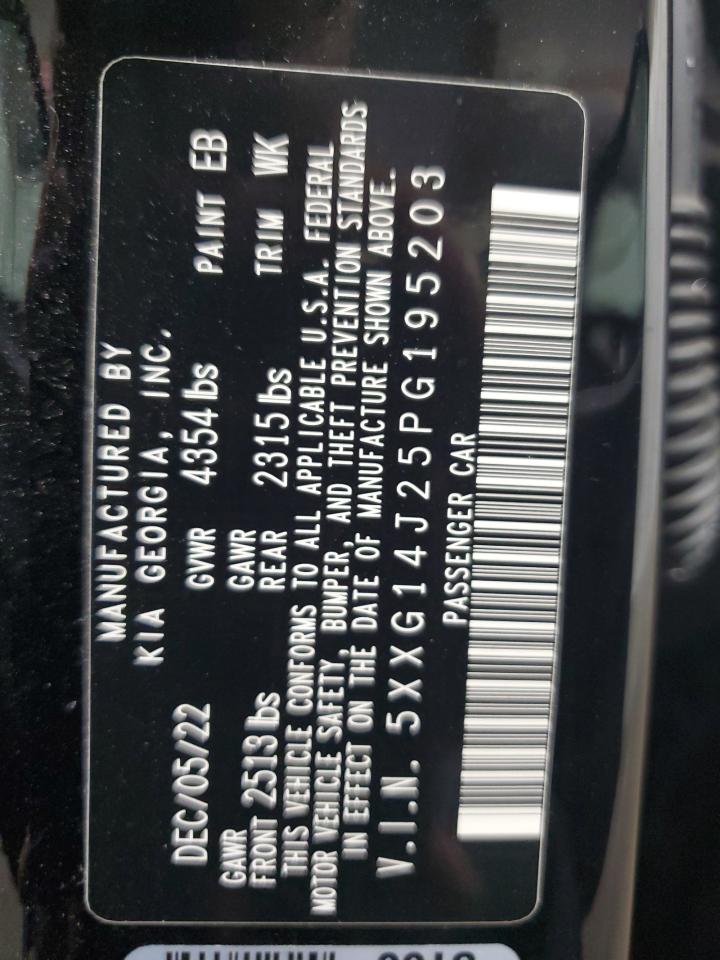 MANUFACTURED BY
KIA GEORGIA, INC.
DEC/05/22 GVWR 4354 lbs PAINT EB
GAWR FRONT 2513 lbs GAWR REAR 2315 lbs TRIM WK
THIS VEHICLE CONFORMS TO ALL APPLICABLE U.S.A. FEDERAL
MOTOR VEHICLE SAFETY, BUMPER, AND THEFT PREVENTION STANDARDS
IN EFFECT ON THE DATE OF MANUFACTURE SHOWN ABOVE.
V.I.N. 5XXG14J25PG195203
PASSENGER CAR